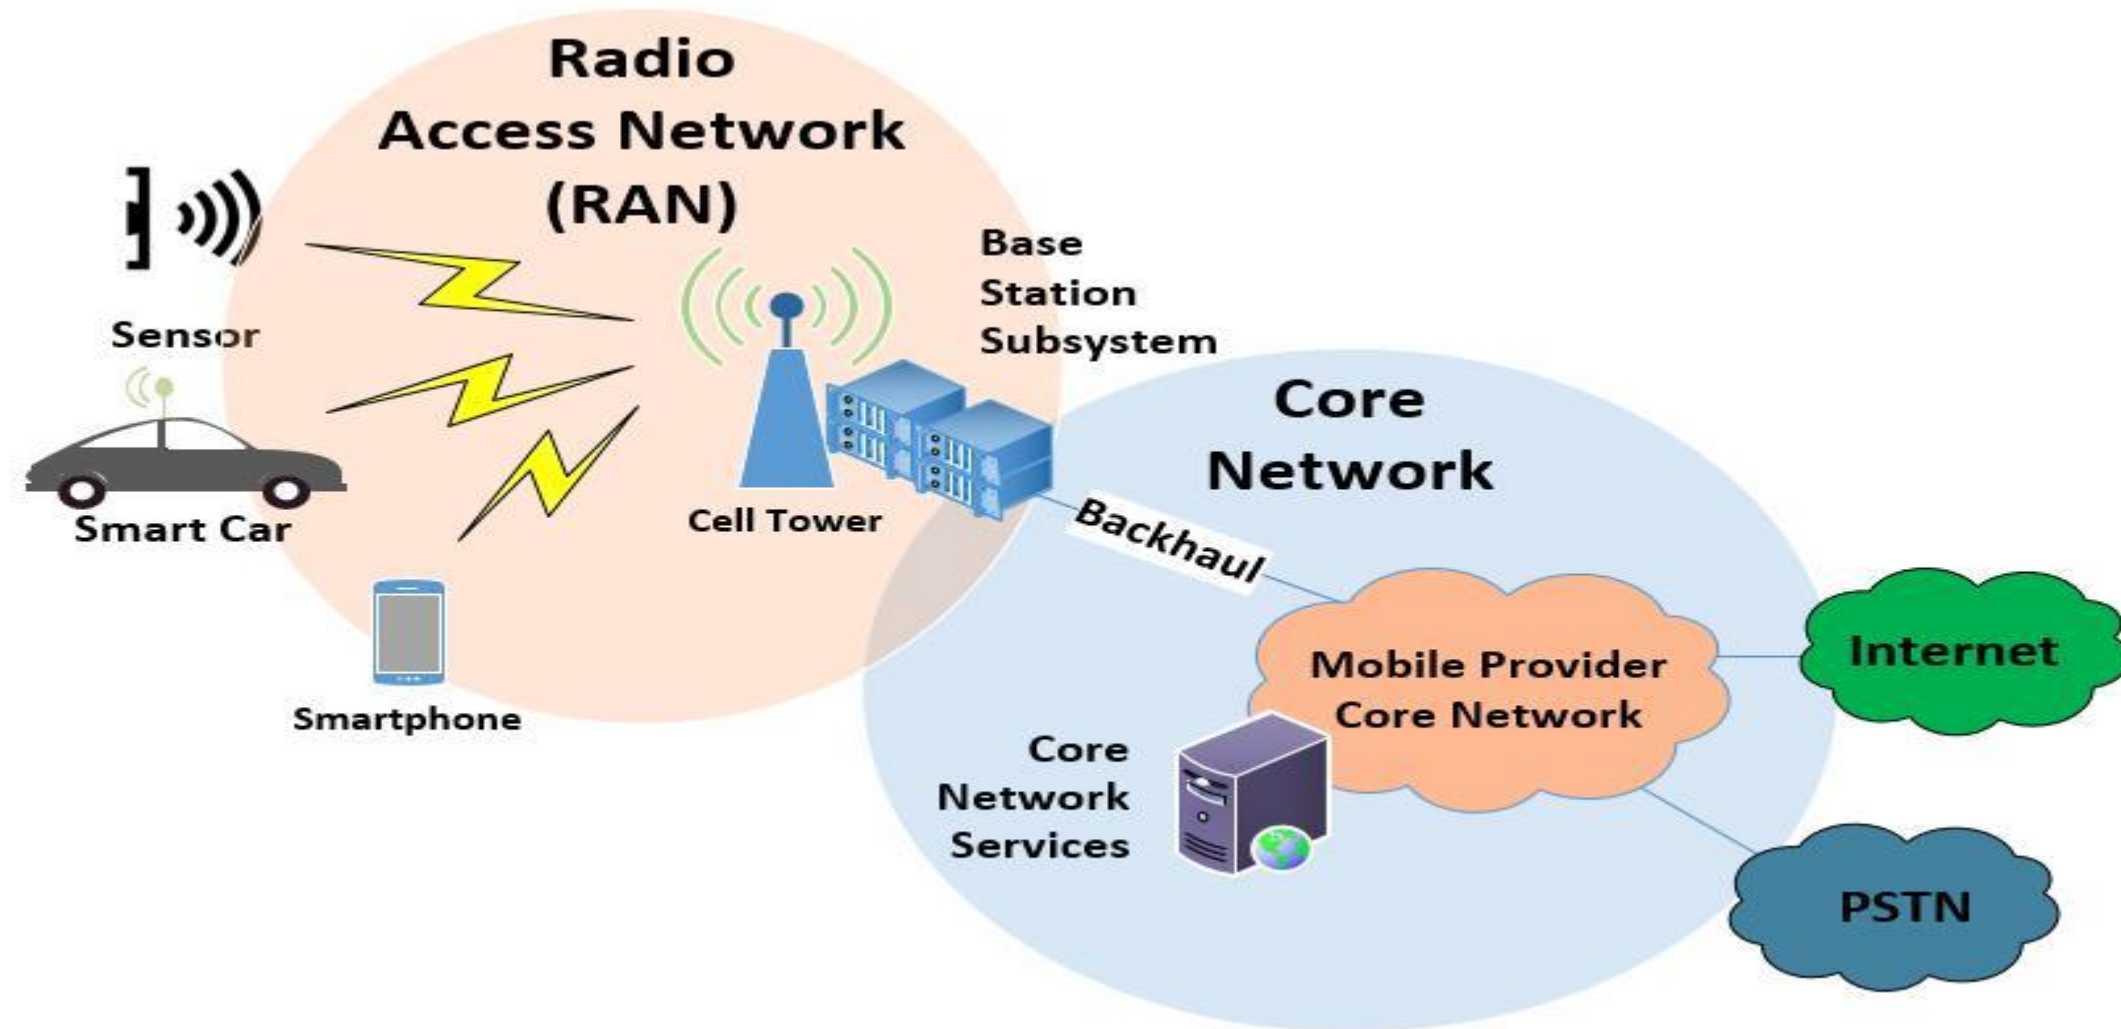 Radio
Access Network
(RAN)
Base
Station
Subsystem
Sensor
Smart Car
Smartphone
Cell Tower
Core
Network
Backhaul
Mobile Provider
Core Network
Internet
Core
Network
Services
PSTN